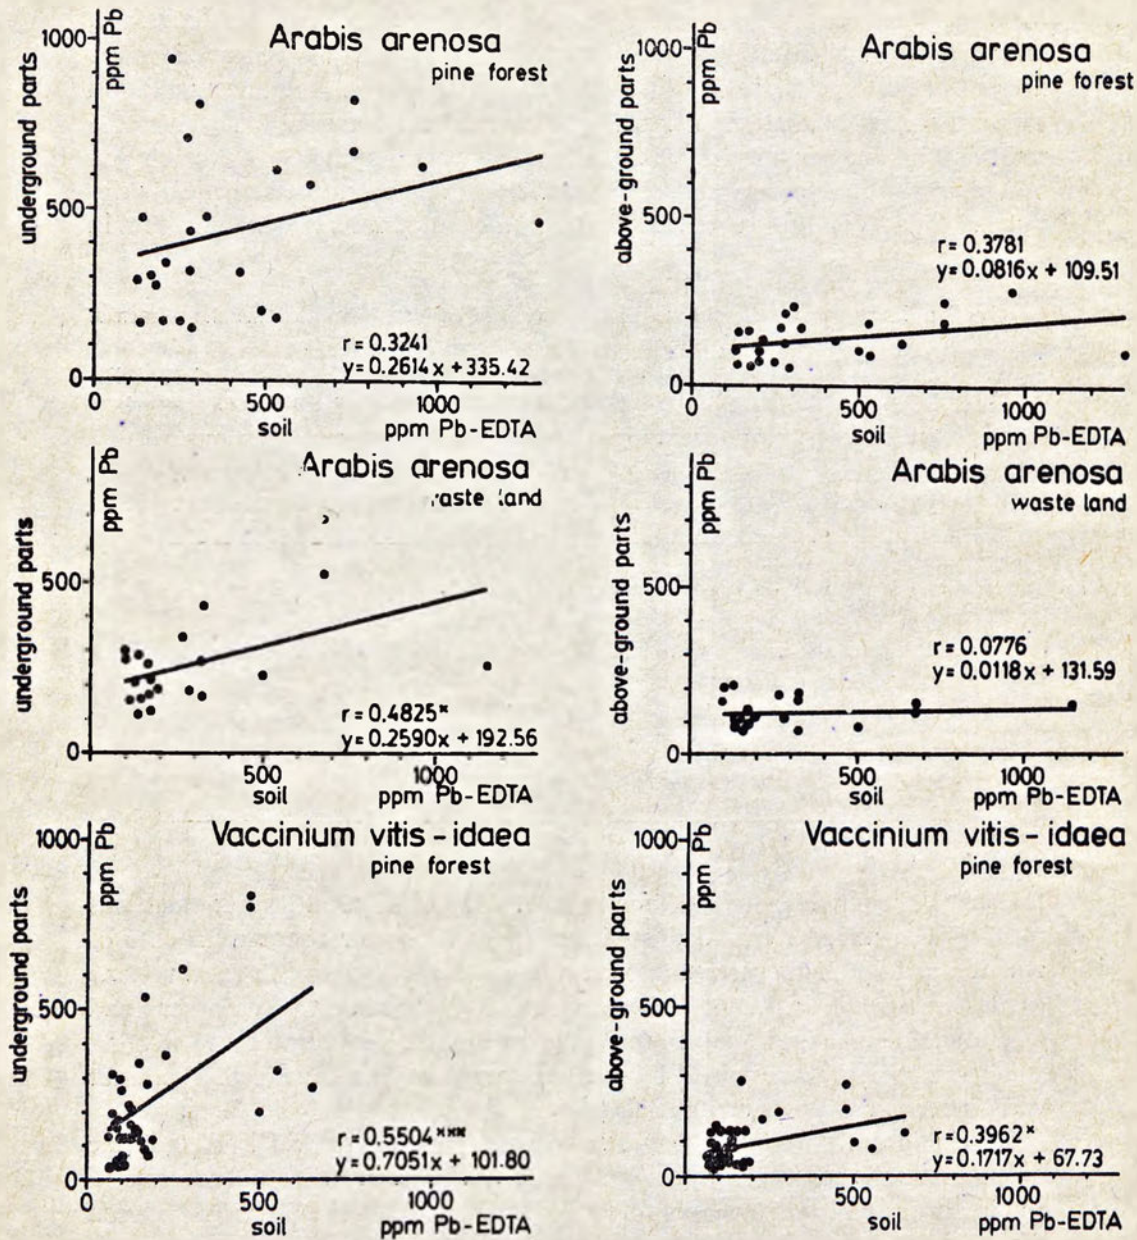 Arabis arenosa
pine forest
underground parts
ppm Pb
1000
500
0
r = 0.3241
y = 0.2614x + 335.42
0 500 1000
soil ppm Pb-EDTA
Arabis arenosa
pine forest
above-ground parts
ppm Pb
1000
500
0
r = 0.3781
y = 0.0816x + 109.51
0 500 1000
soil ppm Pb-EDTA
Arabis arenosa
land
underground parts
ppm Pb
500
0
r = 0.4825*
y = 0.2590x + 192.56
500 1000
soil ppm Pb-EDTA
Arabis arenosa
waste land
above-ground parts
ppm Pb
500
0
r = 0.0776
y = 0.0118x + 131.59
500 1000
soil ppm Pb-EDTA
Vaccinium vitis-idaea
pine forest
underground parts
ppm Pb
1000
500
0
r = 0.5504***
y = 0.7051x + 101.80
500 1000
soil ppm Pb-EDTA
Vaccinium vitis-idaea
pine forest
above-ground parts
ppm Pb
1000
500
0
r = 0.3962*
y = 0.1717x + 67.73
500 1000
soil ppm Pb-EDTA